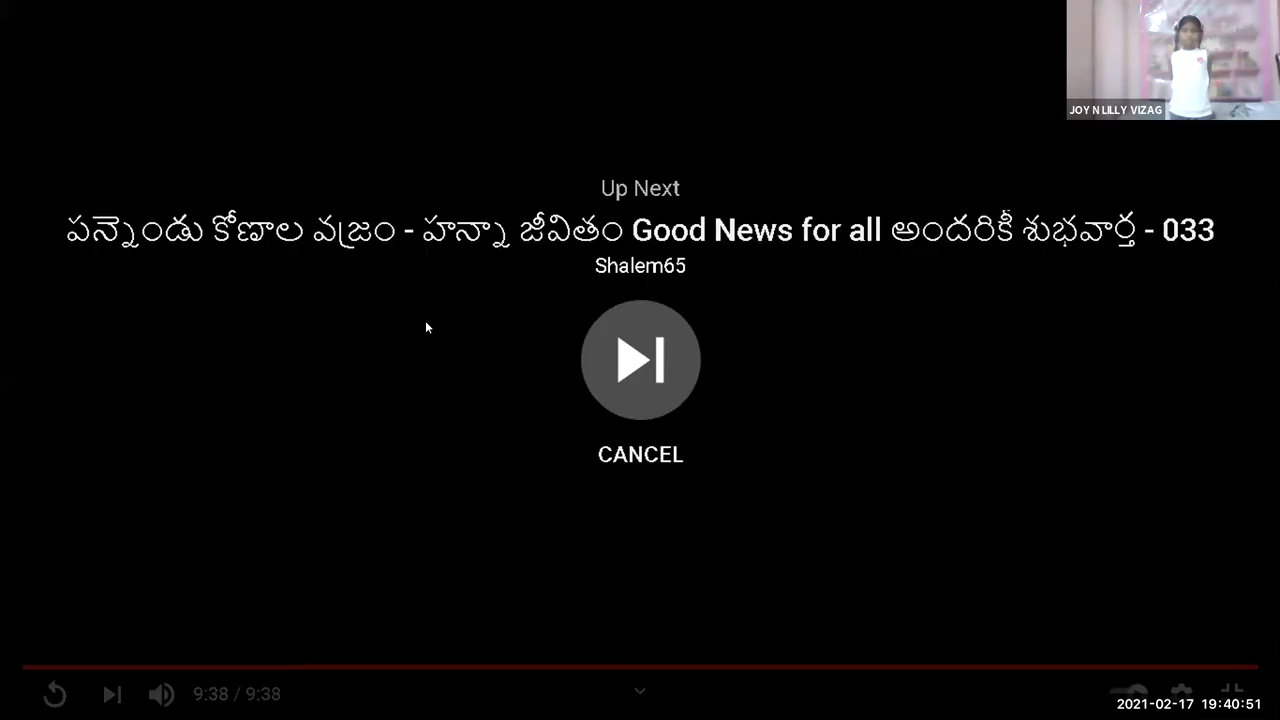 JOY N LILLY VIZAG
Up Next
పన్నెండు కోణాల వజ్రం - హన్నా జీవితం Good News for all అందరికీ శుభవార్త - 033
Shalem65
CANCEL
9:38 / 9:38
2021-02-17 19:40:51